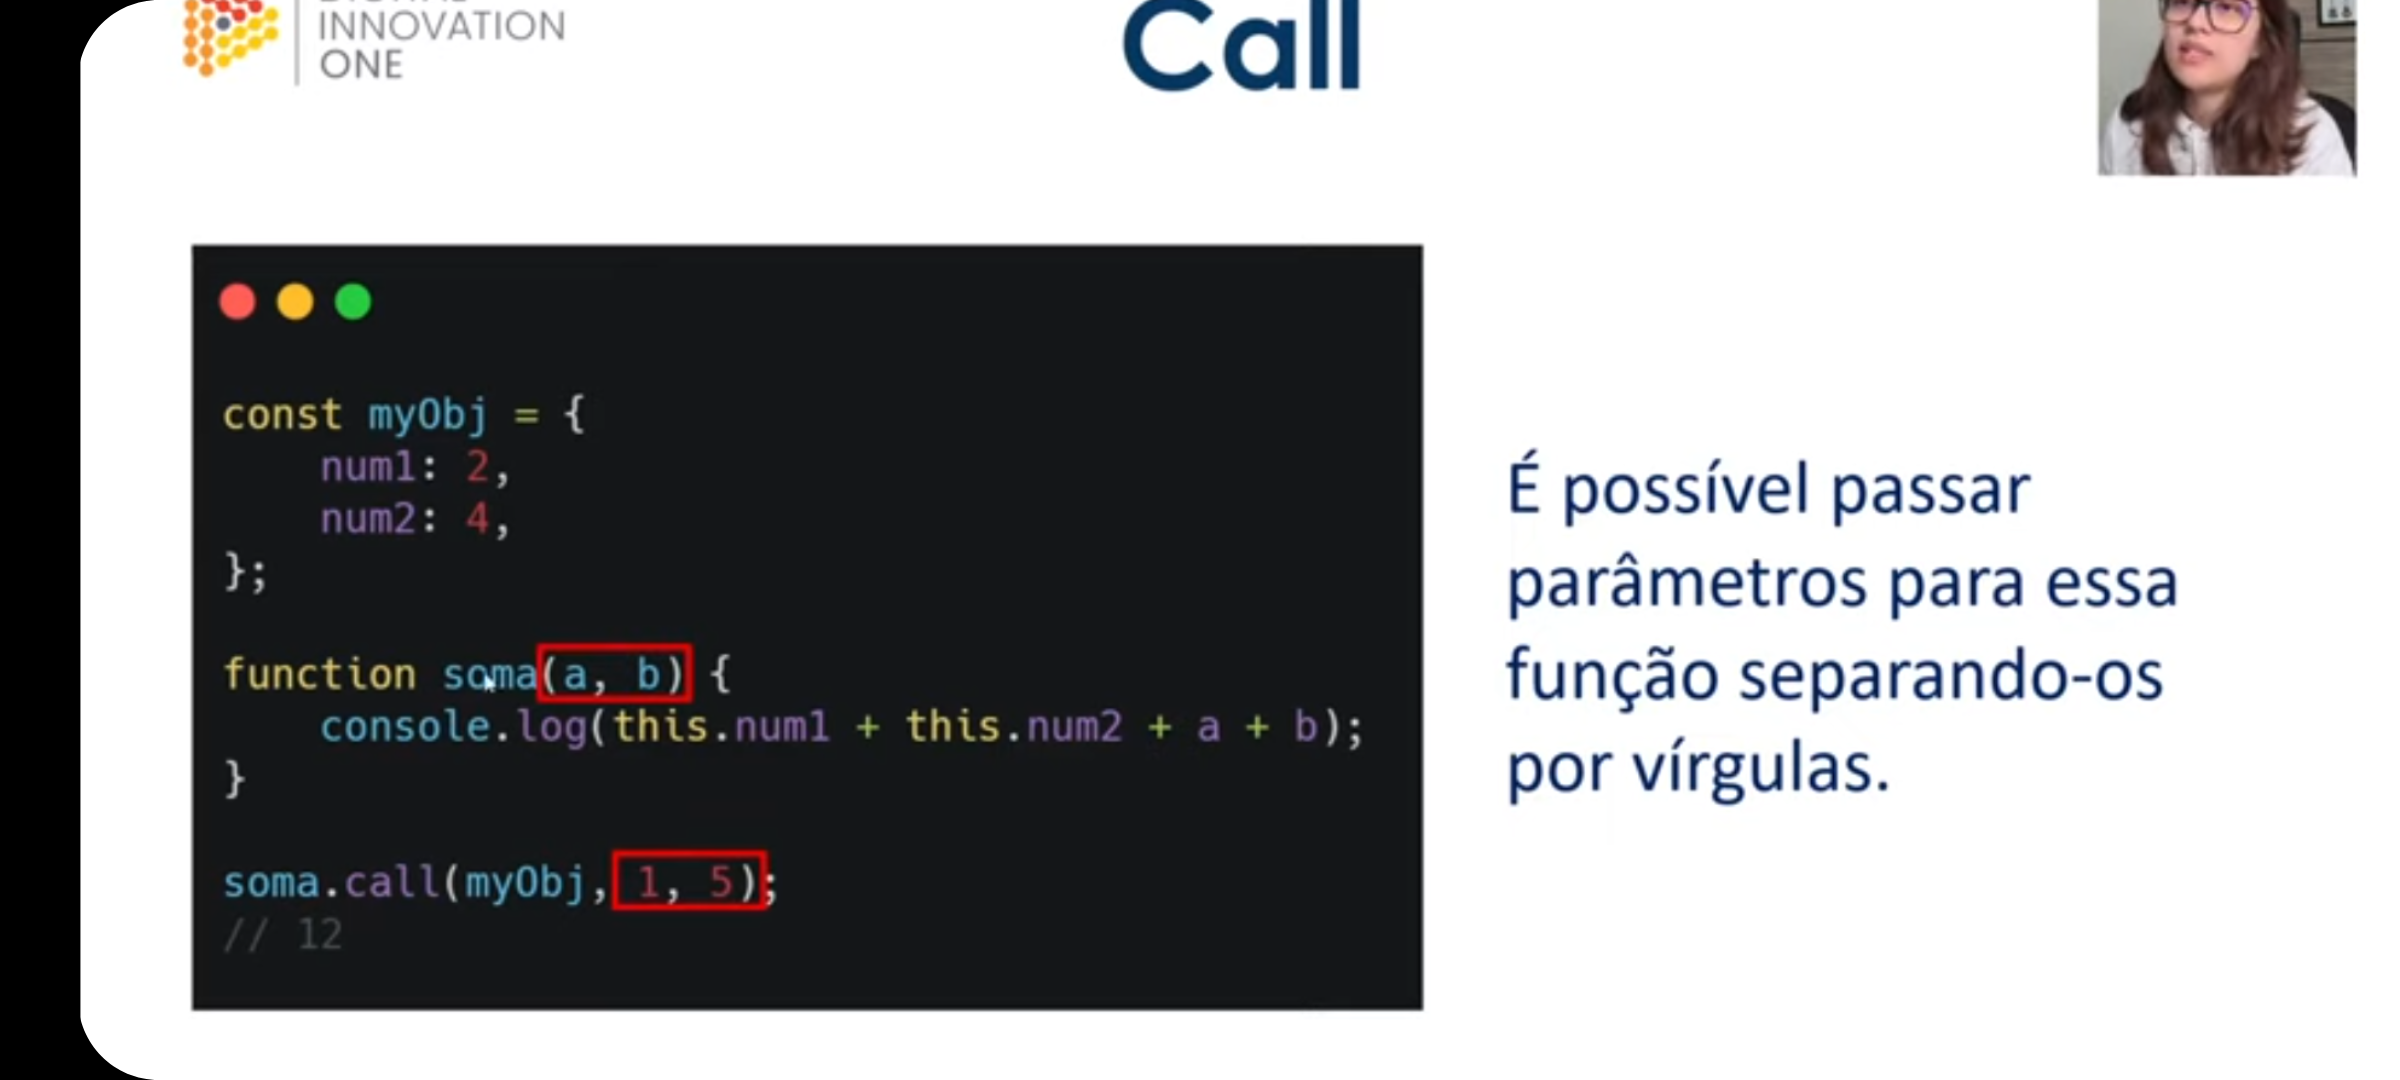 INNOVATION
ONE
Call
const myObj = {
    num1: 2,
    num2: 4,
};
function soma(a, b) {
    console.log(this.num1 + this.num2 + a + b);
}
soma.call(myObj, 1, 5);
// 12
É possível passar
parâmetros para essa
função separando-os
por vírgulas.